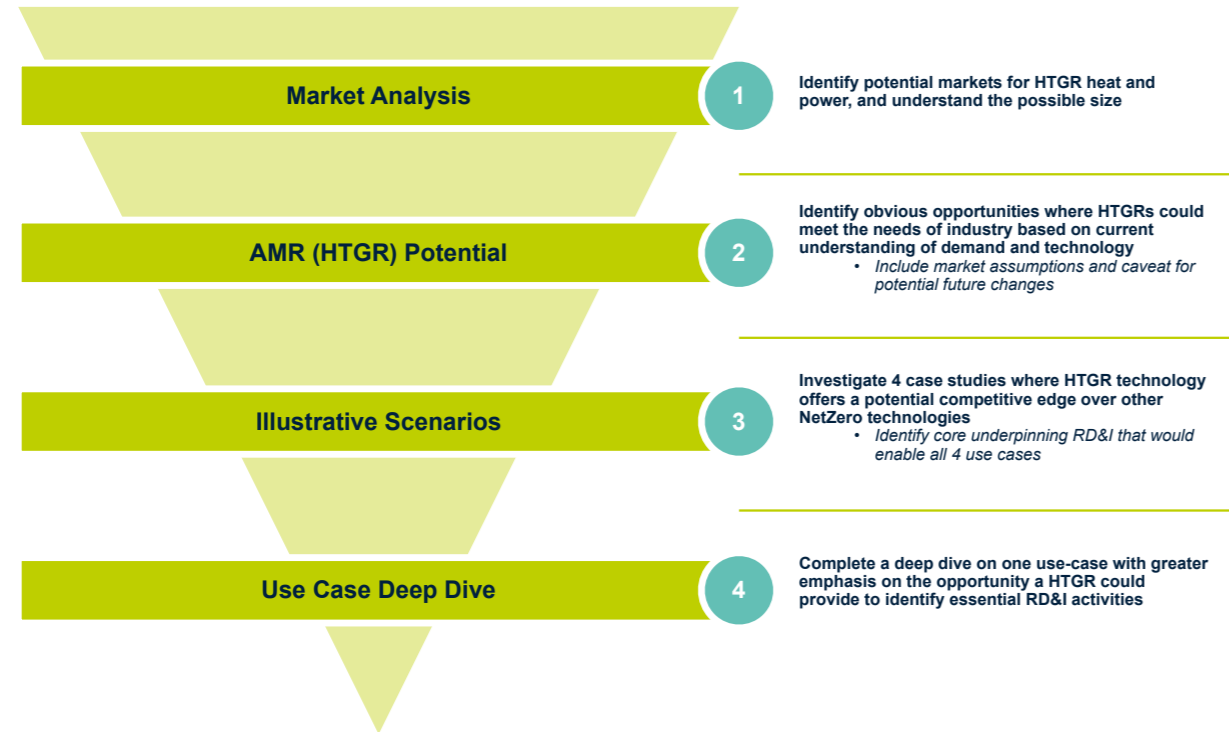 Market Analysis
1
Identify potential markets for HTGR heat and
power, and understand the possible size
AMR (HTGR) Potential
2
Identify obvious opportunities where HTGRs could
meet the needs of industry based on current
understanding of demand and technology
• Include market assumptions and caveat for
potential future changes
Illustrative Scenarios
3
Investigate 4 case studies where HTGR technology
offers a potential competitive edge over other
NetZero technologies
• Identify core underpinning RD&I that would
enable all 4 use cases
Use Case Deep Dive
4
Complete a deep dive on one use-case with greater
emphasis on the opportunity a HTGR could
provide to identify essential RD&I activities